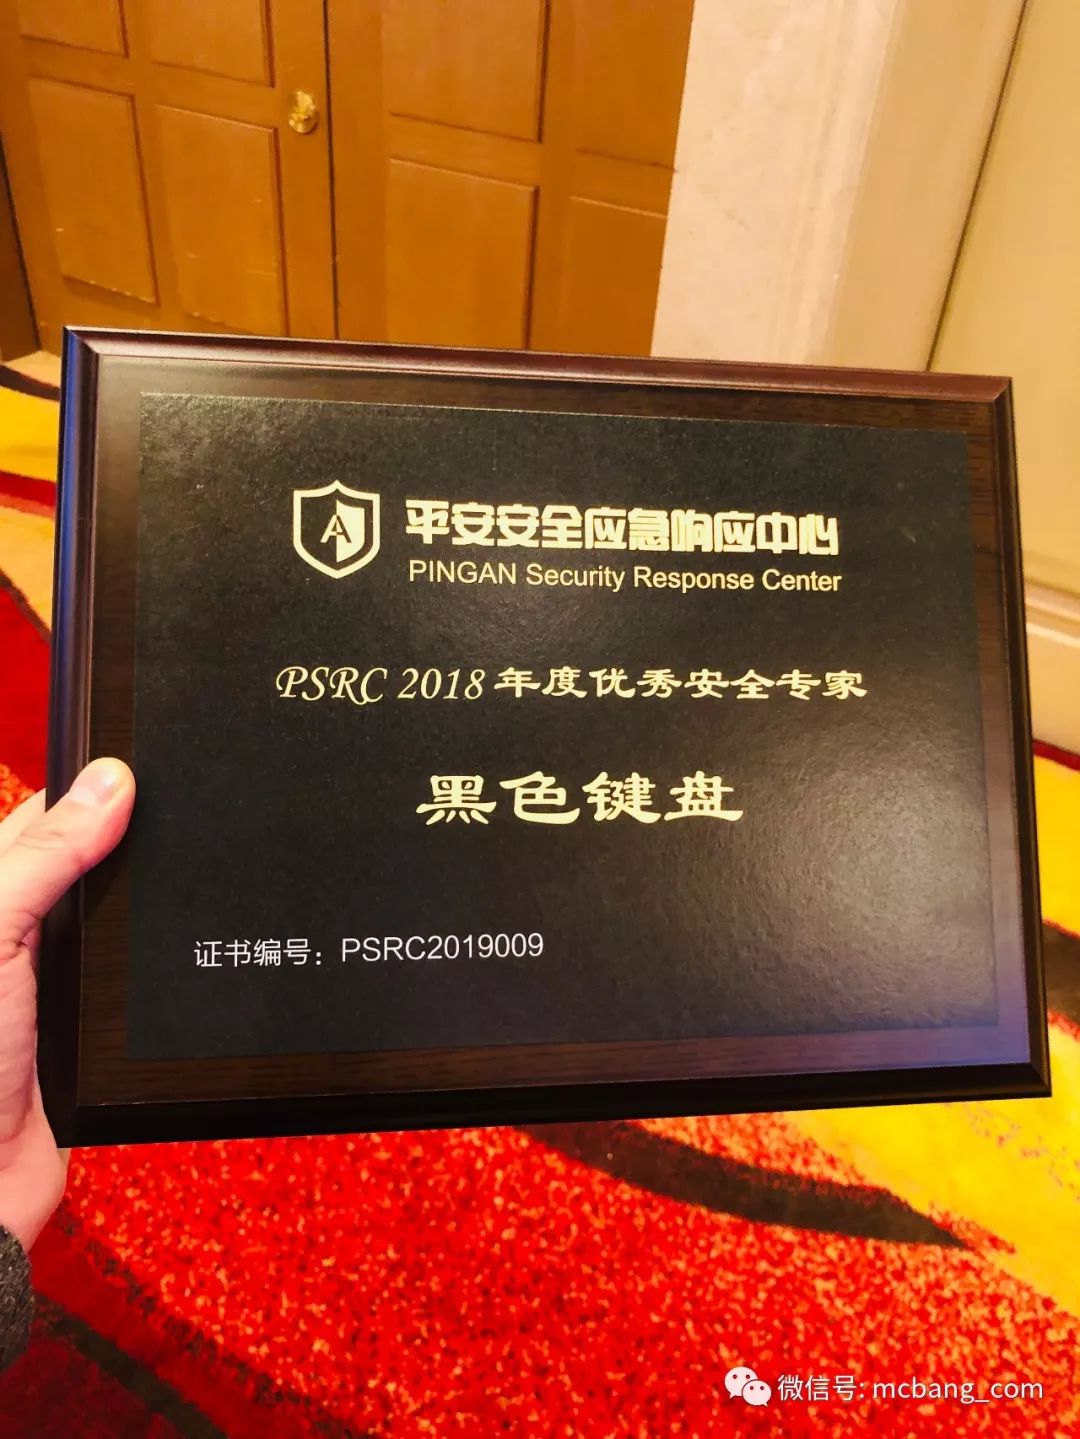 A
平安安全应急响应中心
PINGAN Security Response Center
PSRC 2018 年度优秀安全专家
黑色键盘
证书编号：PSRC2019009
微信号: mcbang_com